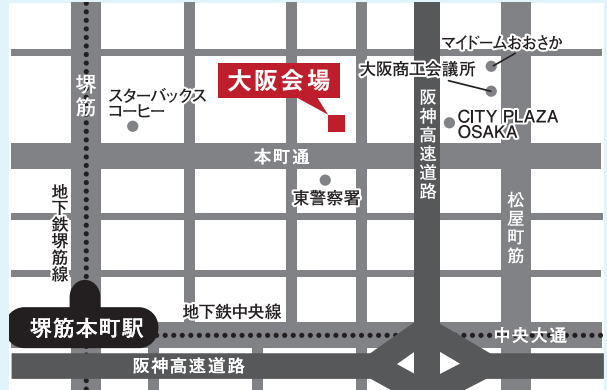 マイドームおおさか
大阪商工会議所
大阪会場
堺筋
スターバックス
コーヒー
阪神高速道路
CITY PLAZA
OSAKA
本町通
東警察署
地下鉄堺筋線
松屋町筋
地下鉄中央線
堺筋本町駅
中央大通
阪神高速道路